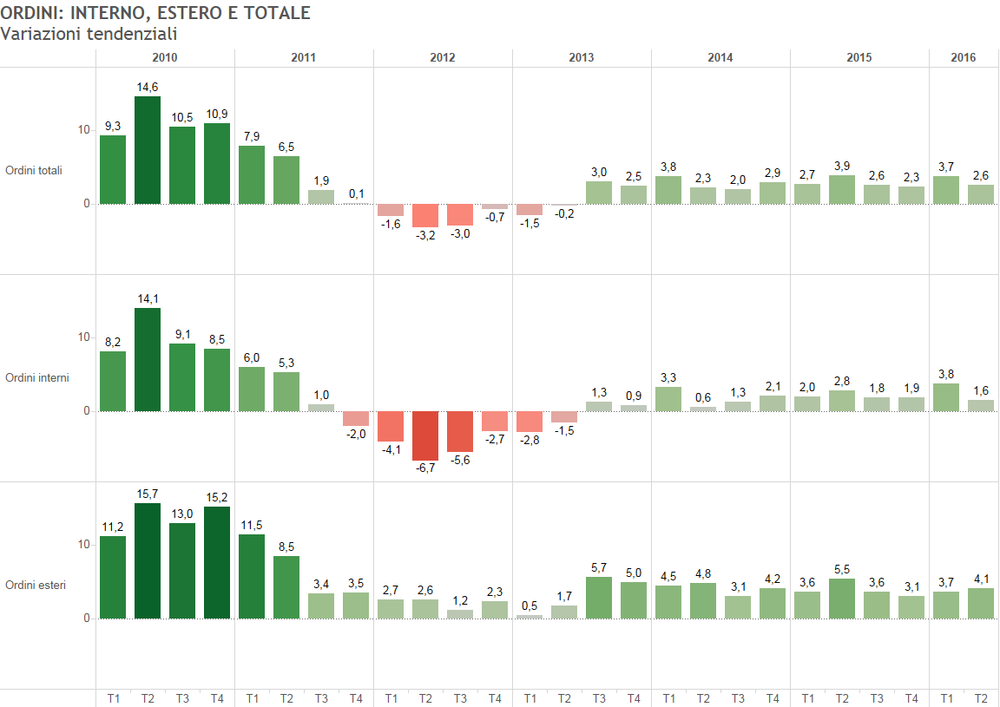 ORDINI: INTERNO, ESTERO E TOTALE
Variazioni tendenziali
2010 2011 2012 2013 2014 2015 2016
Ordini totali
10
0
9,3 14,6 10,5 10,9 7,9 6,5 1,9 0,1 -1,6 -3,2 -3,0 -0,7 -1,5 -0,2 3,0 2,5 3,8 2,3 2,0 2,9 2,7 3,9 2,6 2,3 3,7 2,6
Ordini interni
10
0
8,2 14,1 9,1 8,5 6,0 5,3 1,0 -2,0 -4,1 -6,7 -5,6 -2,7 -2,8 -1,5 1,3 0,9 3,3 0,6 1,3 2,1 2,0 2,8 1,8 1,9 3,8 1,6
Ordini esteri
10
0
11,2 15,7 13,0 15,2 11,5 8,5 3,4 3,5 2,7 2,6 1,2 2,3 0,5 1,7 5,7 5,0 4,5 4,8 3,1 4,2 3,6 5,5 3,6 3,1 3,7 4,1
T1 T2 T3 T4 T1 T2 T3 T4 T1 T2 T3 T4 T1 T2 T3 T4 T1 T2 T3 T4 T1 T2 T3 T4 T1 T2